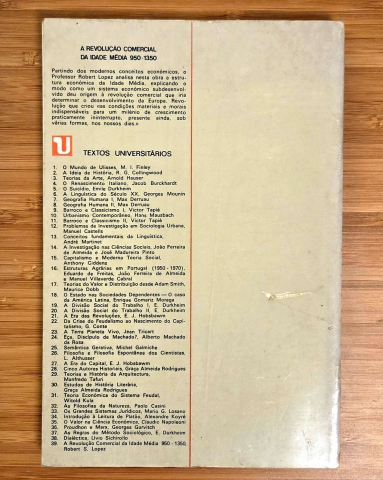 A REVOLUÇÃO COMERCIAL
DA IDADE MÉDIA 950-1350
Partindo dos modernos conceitos económicos, o
Professor Robert Lopez analisa nesta obra a estru-
tura económica da Idade Média, explicando o
modo como um sistema económico subdesenvol-
vido deu origem à revolução comercial que iria
determinar o desenvolvimento da Europa. Revo-
lução que criou «as condições materiais e morais
indispensáveis para um milénio de crescimento
praticamente ininterrupto, presente ainda, sob
várias formas, nos nossos dias.»
U
TEXTOS UNIVERSITÁRIOS
1. O Mundo de Ulisses, M. I. Finley
2. A Ideia de História, R. G. Collingwood
3. Teorias da Arte, Arnold Hauser
4. O Renascimento Italiano, Jacob Burckhardt
5. O Suicídio, Emile Durkheim
6. A Linguística do Século XX, Georges Mounin
7. Geografia Humana I, Max Derruau
8. Geografia Humana II, Max Derruau
9. Barroco e Classicismo I, Victor Tapié
10. Urbanismo Contemporâneo, Hans Mausbach
11. Barroco e Classicismo II, Victor Tapié
12. Problemas de Investigação em Sociologia Urbana,
Manuel Castells
13. Conceitos fundamentais da Linguística,
André Martinet
14. A Investigação nas Ciências Sociais, João Ferreira
de Almeida e José Madureira Pinto
15. Capitalismo e Moderna Teoria Social,
Anthony Giddens
16. Estruturas Agrárias em Portugal (1950-1970),
Eduardo de Freitas, João Ferreira de Almeida
e Manuel Villaverde Cabral
17. Teorias do Valor e Distribuição desde Adam Smith,
Maurice Dobb
18. O Estado nas Sociedades Dependentes — O caso
da América Latina, Enrique Gomariz Moraga
19. A Divisão Social do Trabalho I, E. Durkheim
20. A Divisão Social do Trabalho II, E. Durkheim
21. A Era das Revoluções, E. J. Hobsbawm
22. Da Crise do Feudalismo ao Nascimento do Capi-
talismo, G. Conte
23. A Terra Planeta Vivo, Jean Tricart
24. Eça, Discípulo de Machado?, Alberto Machado
da Rosa
25. Semântica Gerativa, Michel Galmiche
26. Filosofia e Filosofia Espontânea dos Cientistas,
L. Althusser
27. A Era do Capital, E. J. Hobsbawm
28. Cinco Autores Historiais, Graça Almeida Rodrigues
29. Teorias e História da Arquitectura,
Manfredo Tafuri
30. Estudos de História Literária,
Graça Almeida Rodrigues
31. Teoria Económica do Sistema Feudal,
Witold Kula
32. As Filosofias da Natureza, Paolo Casini
33. Os Grandes Sistemas Jurídicos, Mario G. Losano
34. Introdução à Leitura de Platão, Alexandre Koyré
35. O Valor na Ciência Económica, Claudio Napoleoni
36. Proudhon e Marx, Georges Gurvitch
37. As Regras do Método Sociológico, E. Durkheim
38. Dialéctica, Livio Sichirollo
39. A Revolução Comercial da Idade Média 950-1350,
Robert S. Lopez